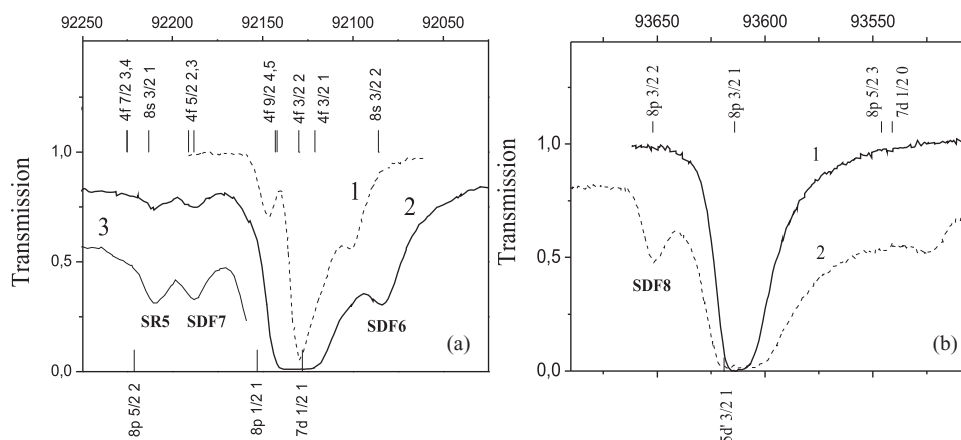 92250 92200 92150 92100 92050
4f 7/2 3,4
8s 3/2 1
4f 5/2 2,3
4f 9/2 4,5
4f 3/2 2
4f 3/2 1
8s 3/2 2
1,0
0,5
0,0
Transmission
1
2
3
SR5
SDF7
SDF6
(a)
8p 5/2 2
8p 1/2 1
7d 1/2 1
93650 93600 93550
8p 3/2 2
8p 3/2 1
8p 5/2 3
7d 1/2 0
1,0
0,5
0,0
Transmission
1
2
SDF8
(b)
5d' 3/2 1